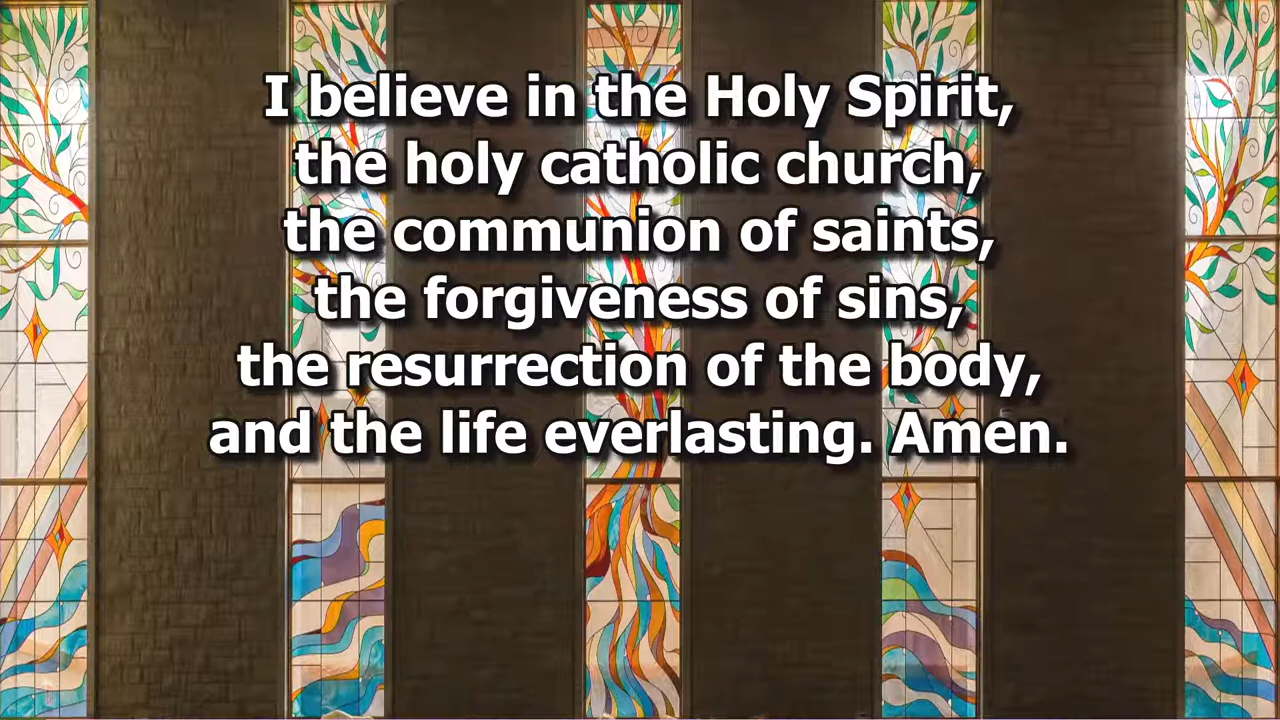 I believe in the Holy Spirit,
the holy catholic church,
the communion of saints,
the forgiveness of sins,
the resurrection of the body,
and the life everlasting. Amen.